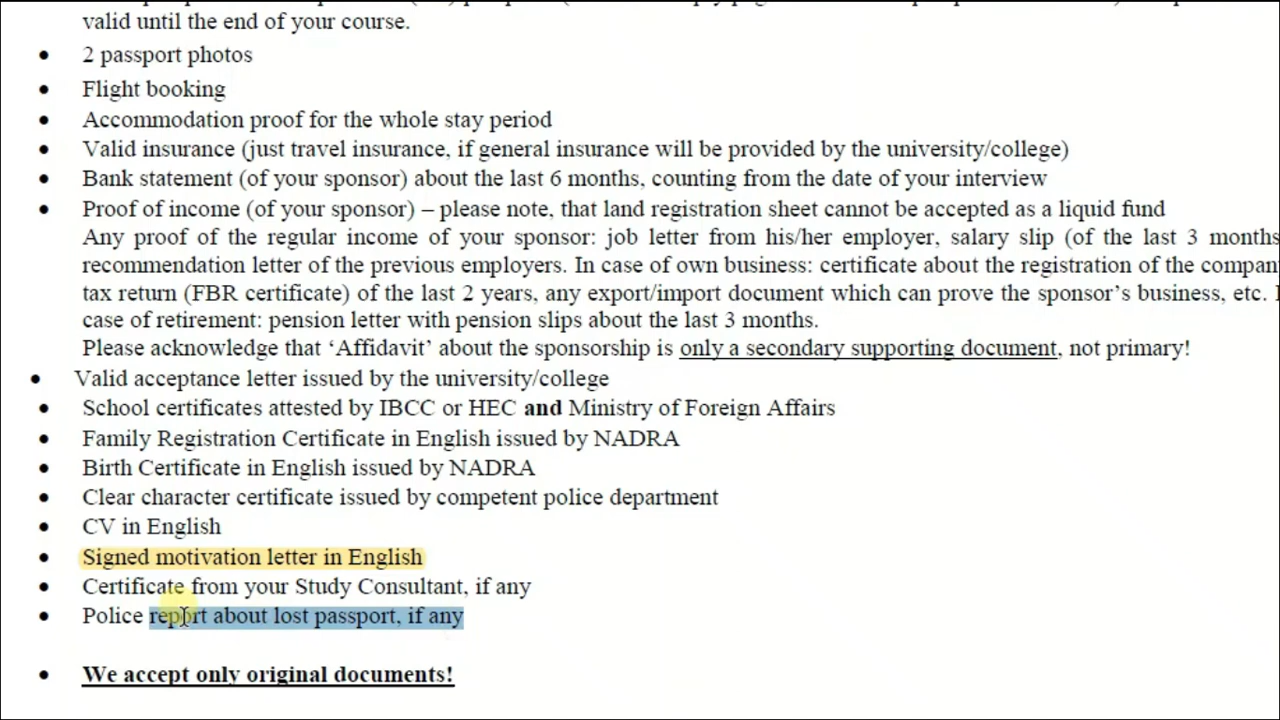 valid until the end of your course.
• 2 passport photos
• Flight booking
• Accommodation proof for the whole stay period
• Valid insurance (just travel insurance, if general insurance will be provided by the university/college)
• Bank statement (of your sponsor) about the last 6 months, counting from the date of your interview
• Proof of income (of your sponsor) – please note, that land registration sheet cannot be accepted as a liquid fund
Any proof of the regular income of your sponsor: job letter from his/her employer, salary slip (of the last 3 months
recommendation letter of the previous employers. In case of own business: certificate about the registration of the
tax return (FBR certificate) of the last 2 years, any export/import document which can prove the sponsor's business, etc.
case of retirement: pension letter with pension slips about the last 3 months.
Please acknowledge that ‘Affidavit’ about the sponsorship is only a secondary supporting document, not primary!
• Valid acceptance letter issued by the university/college
• School certificates attested by IBCC or HEC and Ministry of Foreign Affairs
• Family Registration Certificate in English issued by NADRA
• Birth Certificate in English issued by NADRA
• Clear character certificate issued by competent police department
• CV in English
• Signed motivation letter in English
• Certificate from your Study Consultant, if any
• Police report about lost passport, if any
• We accept only original documents!